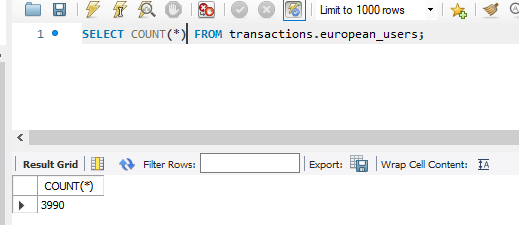 Limit to 1000 rows
1 SELECT COUNT(*) FROM transactions.european_users;
Result Grid Filter Rows: Export: Wrap Cell Content:
COUNT(*)
3990